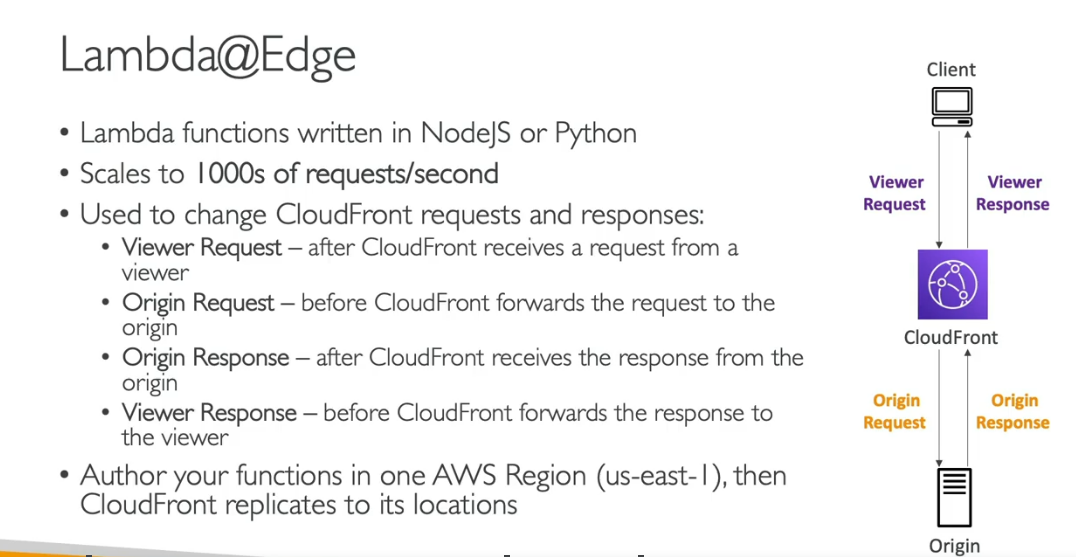 Lambda@Edge
• Lambda functions written in NodeJS or Python
• Scales to 1000s of requests/second
• Used to change CloudFront requests and responses:
• Viewer Request – after CloudFront receives a request from a
viewer
• Origin Request – before CloudFront forwards the request to the
origin
• Origin Response – after CloudFront receives the response from the
origin
• Viewer Response – before CloudFront forwards the response to
the viewer
• Author your functions in one AWS Region (us-east-1), then
CloudFront replicates to its locations
Client
Viewer
Request
Viewer
Response
CloudFront
Origin
Request
Origin
Response
Origin